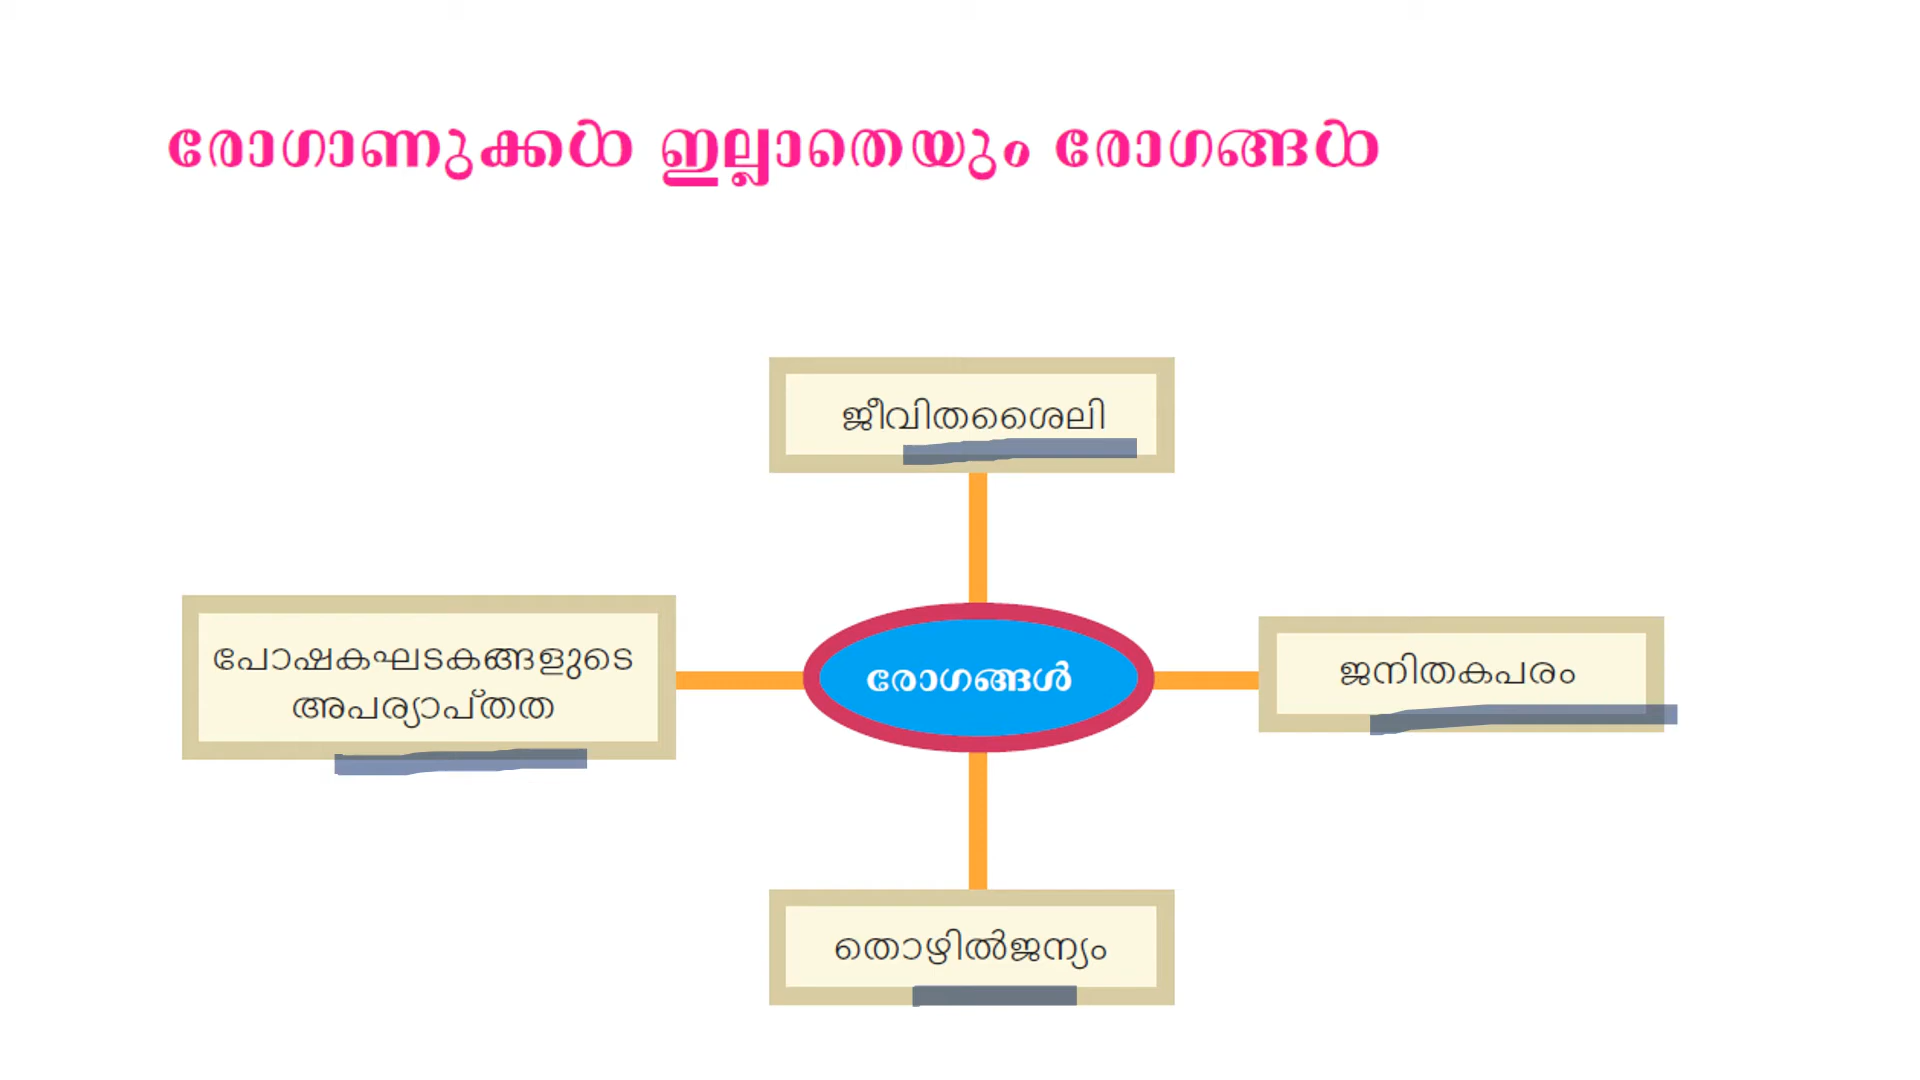 രോഗാണുക്കൾ ഇല്ലാതെയും രോഗങ്ങൾ
ജീവിതശൈലി
പോഷകഘടകങ്ങളുടെ
അപര്യാപ്തത
രോഗങ്ങൾ
ജനിതകപരം
തൊഴിൽജന്യം